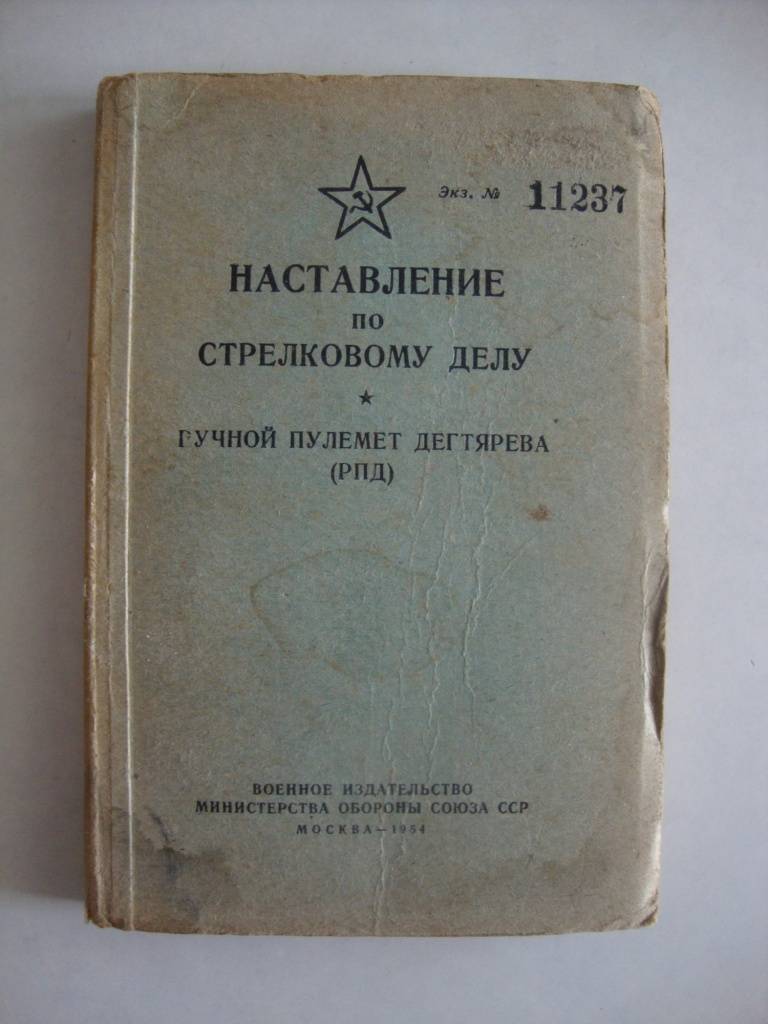 Экз. № 11237
НАСТАВЛЕНИЕ
ПО
СТРЕЛКОВОМУ ДЕЛУ
★
РУЧНОЙ ПУЛЕМЕТ ДЕГТЯРЕВА
(РПД)
ВОЕННОЕ ИЗДАТЕЛЬСТВО
МИНИСТЕРСТВА ОБОРОНЫ СОЮЗА ССР
МОСКВА—1954